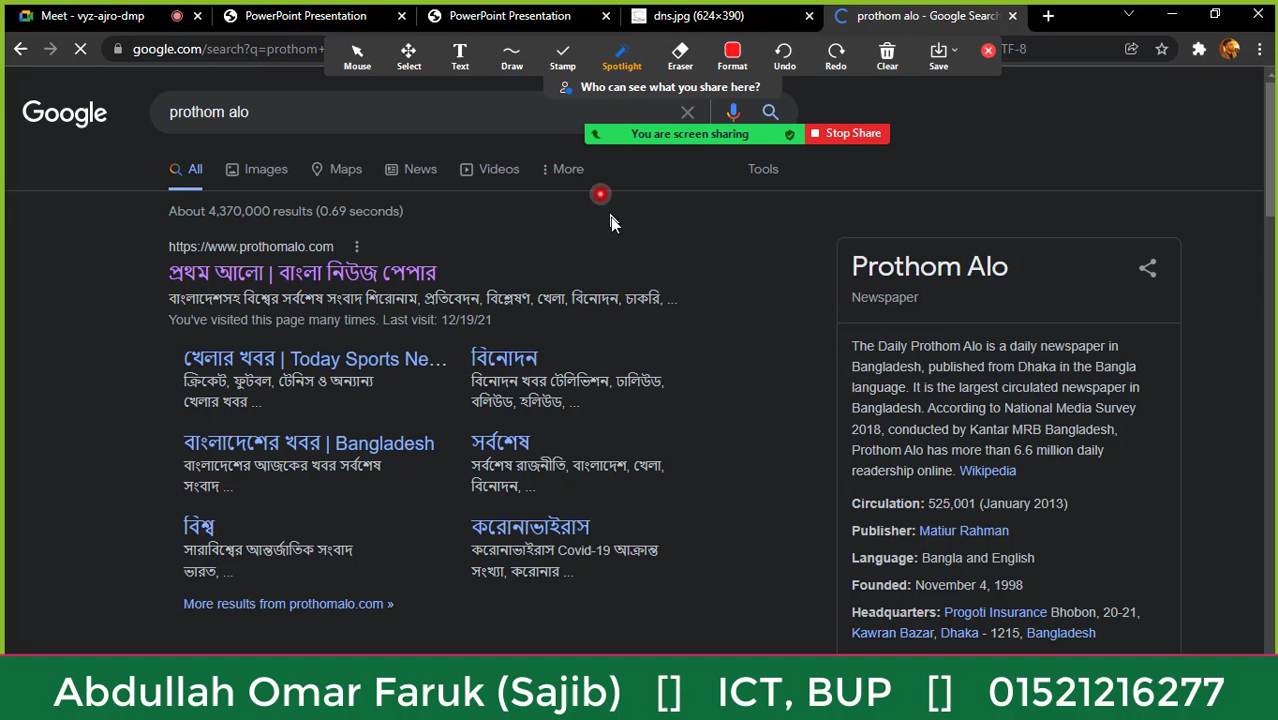 Meet - vyz-ajro-dmp
PowerPoint Presentation
PowerPoint Presentation
dns.jpg (624×390)
prothom alo - Google Search
google.com/search?q=prothom+
TF-8
Mouse
Select
Text
Draw
Stamp
Spotlight
Eraser
Format
Undo
Redo
Clear
Save
Who can see what you share here?
Google
prothom alo
You are screen sharing
Stop Share
All
Images
Maps
News
Videos
More
Tools
About 4,370,000 results (0.69 seconds)
https://www.prothomalo.com
প্রথম আলো | বাংলা নিউজ পেপার
বাংলাদেশসহ বিশ্বের সর্বশেষ সংবাদ শিরোনাম, প্রতিবেদন, বিশ্লেষণ, খেলা, বিনোদন, চাকরি, ...
You've visited this page many times. Last visit: 12/19/21
খেলার খবর | Today Sports Ne...
ক্রিকেট, ফুটবল, টেনিস ও অন্যান্য
খেলার খবর ...
বিনোদন
বিনোদন খবর টেলিভিশন, ঢালিউড,
বলিউড, হলিউড, ...
বাংলাদেশের খবর | Bangladesh
বাংলাদেশের আজকের খবর সর্বশেষ
সংবাদ ...
সর্বশেষ
সর্বশেষ রাজনীতি, বাংলাদেশ, খেলা,
বিনোদন, ...
বিশ্ব
সারাবিশ্বের আন্তর্জাতিক সংবাদ
ভারত, ...
করোনাভাইরাস
করোনাভাইরাস Covid-19 আক্রান্ত
সংখ্যা, করোনার ...
More results from prothomalo.com »
Prothom Alo
Newspaper
The Daily Prothom Alo is a daily newspaper in
Bangladesh, published from Dhaka in the Bangla
language. It is the largest circulated newspaper in
Bangladesh. According to National Media Survey
2018, conducted by Kantar MRB Bangladesh,
Prothom Alo has more than 6.6 million daily
readership online. Wikipedia
Circulation: 525,001 (January 2013)
Publisher: Matiur Rahman
Language: Bangla and English
Founded: November 4, 1998
Headquarters: Progoti Insurance Bhobon, 20-21,
Kawran Bazar, Dhaka - 1215, Bangladesh
Abdullah Omar Faruk (Sajib) [] ICT, BUP [] 01521216277